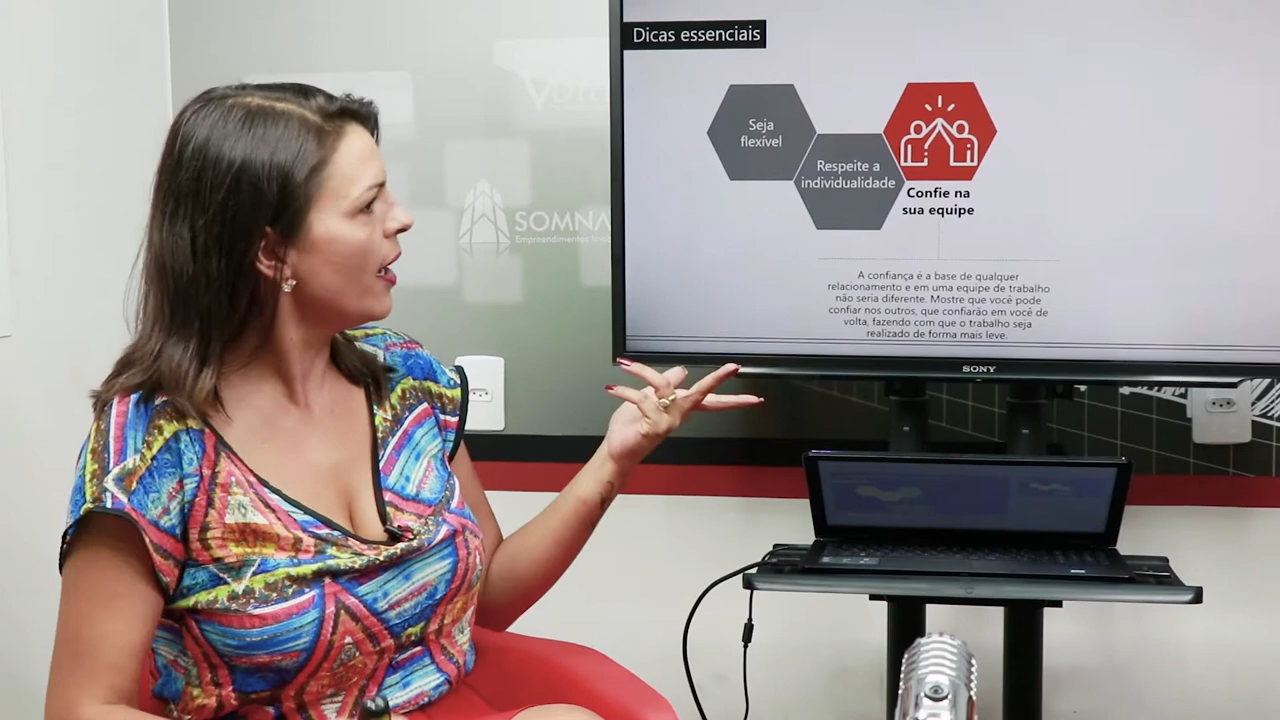 Dicas essenciais
Seja
flexível
Respeite a
individualidade
Confie na
sua equipe
A confiança é a base de qualquer
relacionamento e em uma equipe de trabalho
não seria diferente. Mostre que você pode
confiar nos outros, que confiarão em você de
volta, fazendo com que o trabalho seja
realizado de forma mais leve.
SONY
SOMNA
Empreendimentos